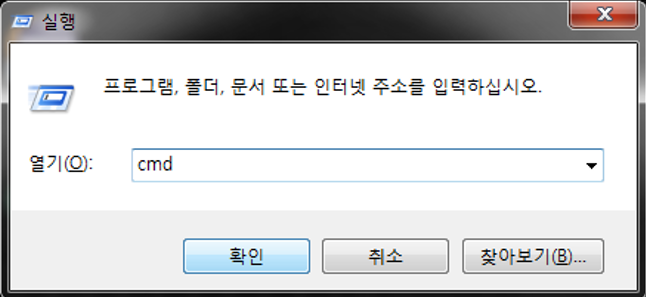 실행
프로그램, 폴더, 문서 또는 인터넷 주소를 입력하십시오.
열기(O): cmd
확인 취소 찾아보기(B)...